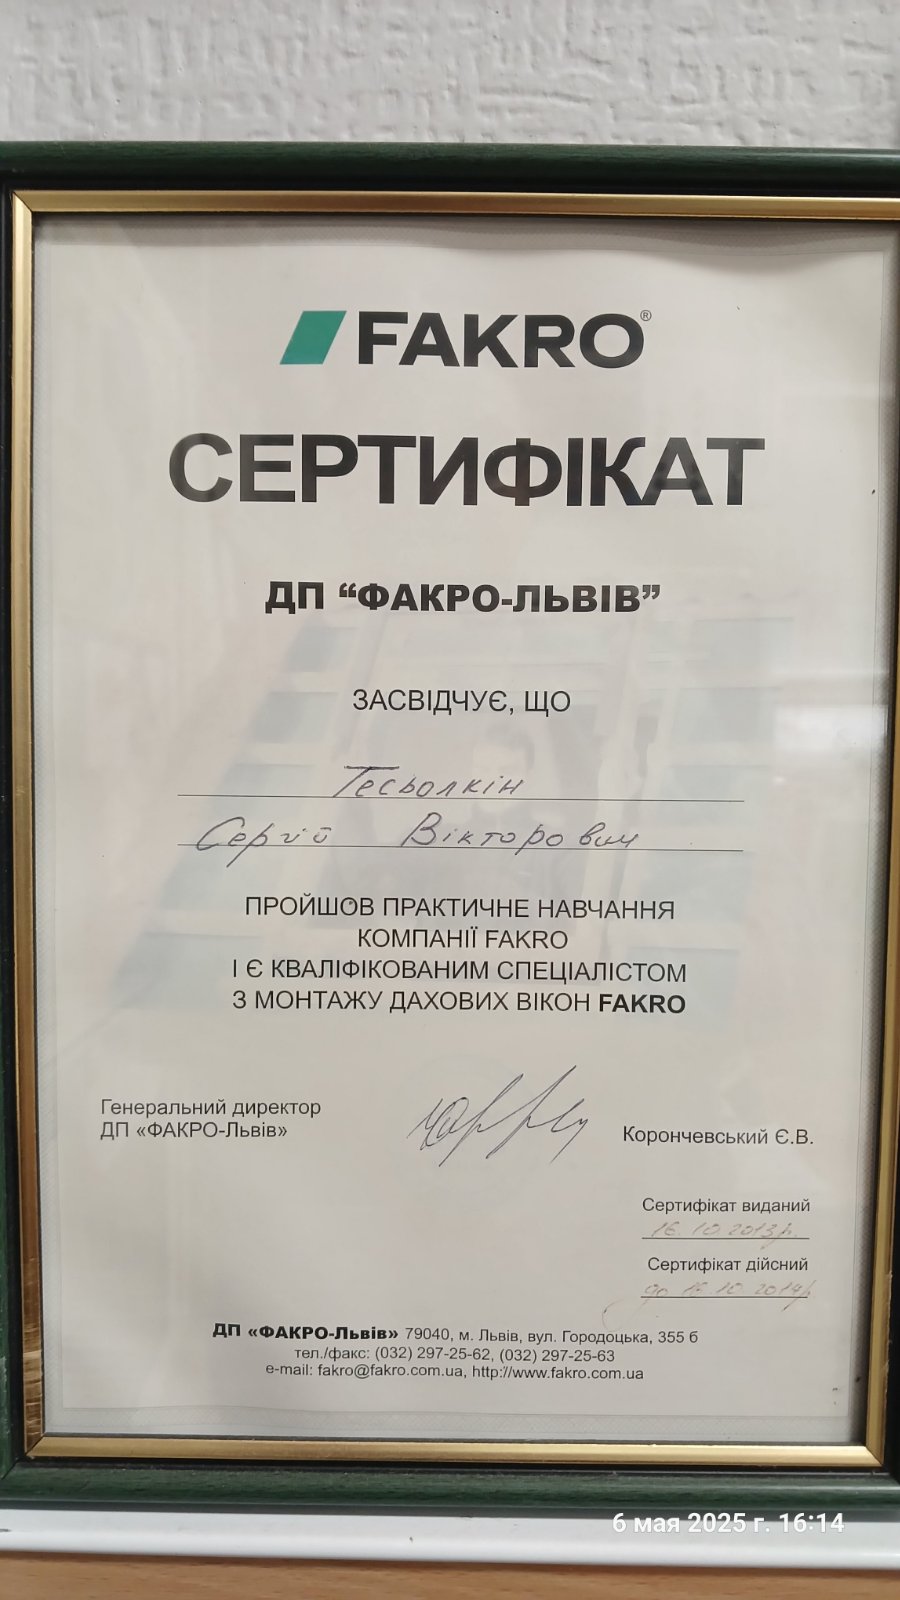 FAKRO®
СЕРТИФІКАТ
ДП “ФАКРО-ЛЬВІВ”
ЗАСВІДЧУЄ, ЩО
Тесьолкін
Сергій Вікторович
ПРОЙШОВ ПРАКТИЧНЕ НАВЧАННЯ
КОМПАНІЇ FAKRO
І Є КВАЛІФІКОВАНИМ СПЕЦІАЛІСТОМ
З МОНТАЖУ ДАХОВИХ ВІКОН FAKRO
Генеральний директор
ДП «ФАКРО-Львів»
Корончевський Є.В.
Сертифікат виданий
16.10.2013р.
Сертифікат дійсний
до 16.10.2014р
ДП «ФАКРО-Львів» 79040, м. Львів, вул. Городоцька, 355 б
тел./факс: (032) 297-25-62, (032) 297-25-63
e-mail: fakro@fakro.com.ua, http://www.fakro.com.ua
6 мая 2025 г. 16:14